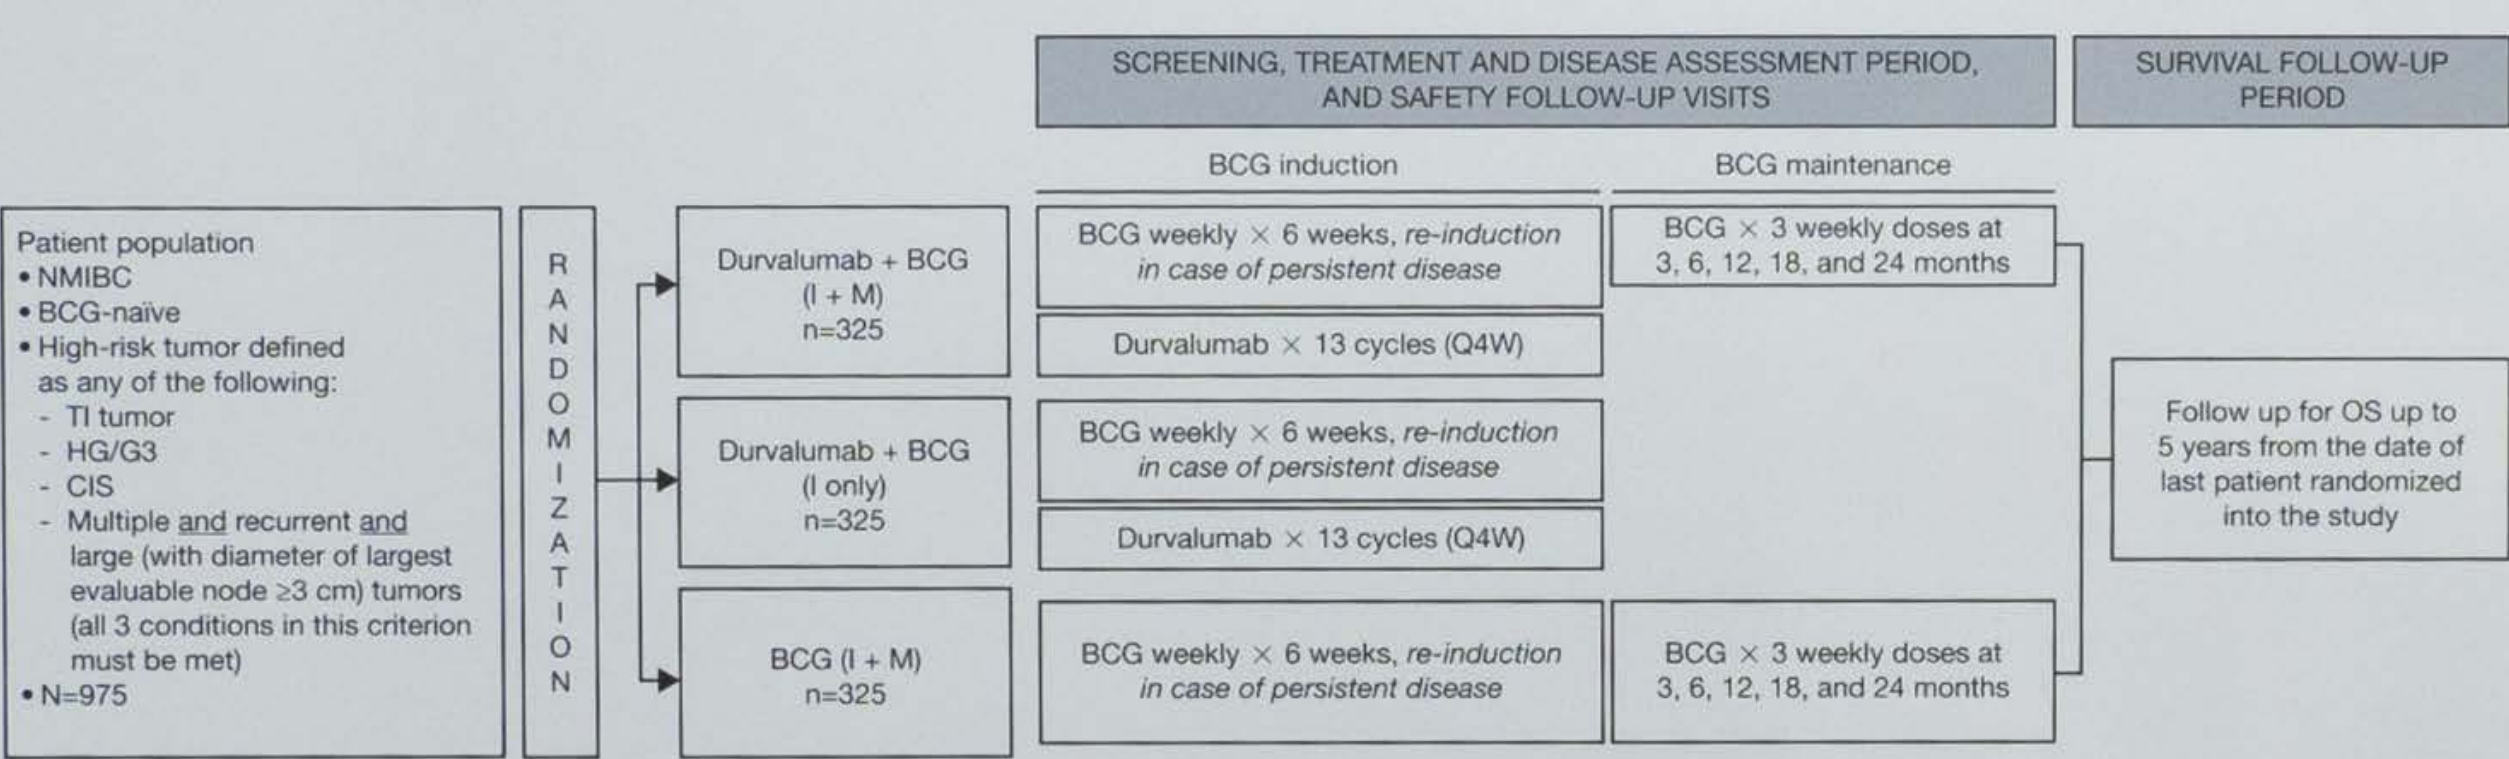 SCREENING, TREATMENT AND DISEASE ASSESSMENT PERIOD,
AND SAFETY FOLLOW-UP VISITS
SURVIVAL FOLLOW-UP
PERIOD
BCG induction
BCG maintenance
Patient population
• NMIBC
• BCG-naïve
• High-risk tumor defined
as any of the following:
- TI tumor
- HG/G3
- CIS
- Multiple and recurrent and
large (with diameter of largest
evaluable node ≥3 cm) tumors
(all 3 conditions in this criterion
must be met)
• N=975
RANDOMIZATION
Durvalumab + BCG
(I + M)
n=325
BCG weekly × 6 weeks, re-induction
in case of persistent disease
Durvalumab × 13 cycles (Q4W)
BCG × 3 weekly doses at
3, 6, 12, 18, and 24 months
Durvalumab + BCG
(I only)
n=325
BCG weekly × 6 weeks, re-induction
in case of persistent disease
Durvalumab × 13 cycles (Q4W)
BCG (I + M)
n=325
BCG weekly × 6 weeks, re-induction
in case of persistent disease
BCG × 3 weekly doses at
3, 6, 12, 18, and 24 months
Follow up for OS up to
5 years from the date of
last patient randomized
into the study